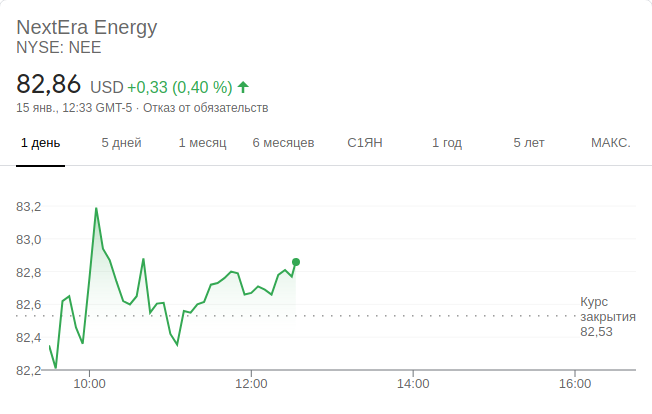 NextEra Energy
NYSE: NEE
82,86 USD +0,33 (0,40 %)
15 янв., 12:33 GMT-5 · Отказ от обязательств
1 день 5 дней 1 месяц 6 месяцев С1ЯН 1 год 5 лет МАКС.
83,2
83,0
82,8
82,6
82,4
82,2
Курс
закрытия
82,53
10:00 12:00 14:00 16:00